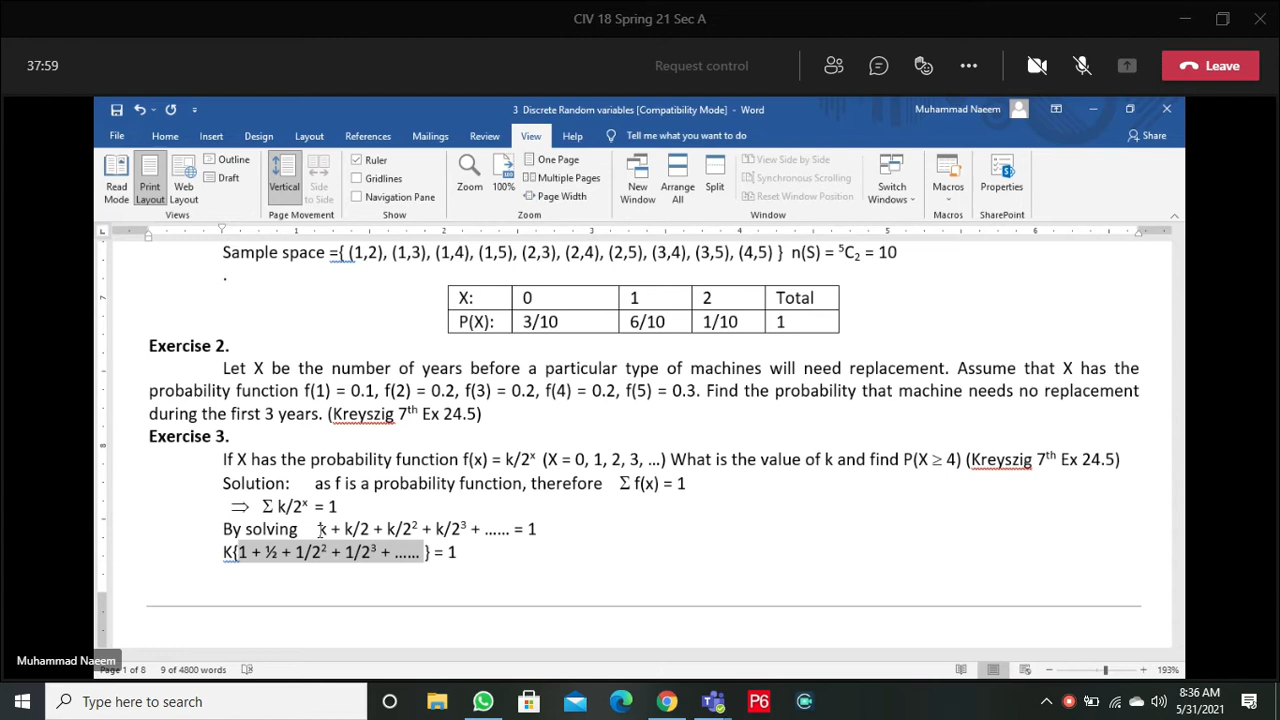 CIV 18 Spring 21 Sec A
37:59
Request control
Leave
3 Discrete Random variables [Compatibility Mode] - Word
Muhammad Naeem
File Home Insert Design Layout References Mailings Review View Help Tell me what you want to do
Share
Read Mode
Print Layout
Web Layout
Outline
Draft
Views
Vertical
Side to Side
Page Movement
Ruler
Gridlines
Navigation Pane
Show
Zoom
100%
One Page
Multiple Pages
Page Width
Zoom
New Window
Arrange All
Split
View Side by Side
Synchronous Scrolling
Reset Window Position
Window
Switch Windows
Macros
Macros
Properties
SharePoint
1 2 3 4 5 6
7
Sample space ={ (1,2), (1,3), (1,4), (1,5), (2,3), (2,4), (2,5), (3,4), (3,5), (4,5) } n(S) = ⁵C₂ = 10
.
X: 0 1 2 Total
P(X): 3/10 6/10 1/10 1
Exercise 2.
Let X be the number of years before a particular type of machines will need replacement. Assume that X has the
probability function f(1) = 0.1, f(2) = 0.2, f(3) = 0.2, f(4) = 0.2, f(5) = 0.3. Find the probability that machine needs no replacement
during the first 3 years. (Kreyszig 7th Ex 24.5)
Exercise 3.
8
If X has the probability function f(x) = k/2ˣ (X = 0, 1, 2, 3, ...) What is the value of k and find P(X ≥ 4) (Kreyszig 7th Ex 24.5)
Solution: as f is a probability function, therefore Σ f(x) = 1
⇒ Σ k/2ˣ = 1
By solving k + k/2 + k/2² + k/2³ + ...... = 1
K{1 + ½ + 1/2² + 1/2³ + ...... } = 1
Muhammad Naeem
Page 1 of 8 9 of 4800 words
193%
Type here to search
P6
8:36 AM
5/31/2021